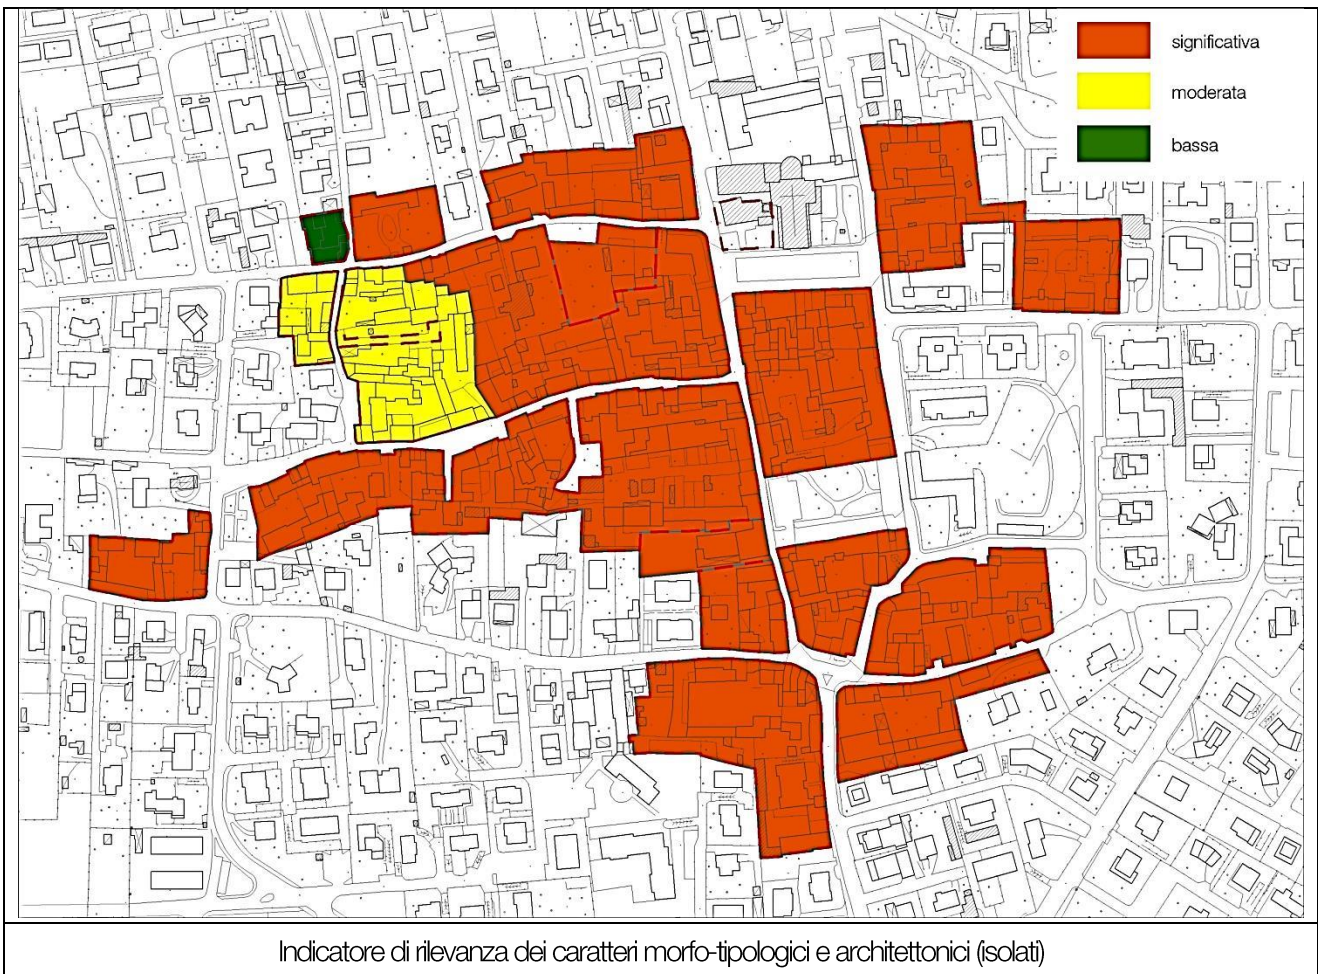 significativa
moderata
bassa
Indicatore di rilevanza dei caratteri morfo-tipologici e architettonici (isolati)